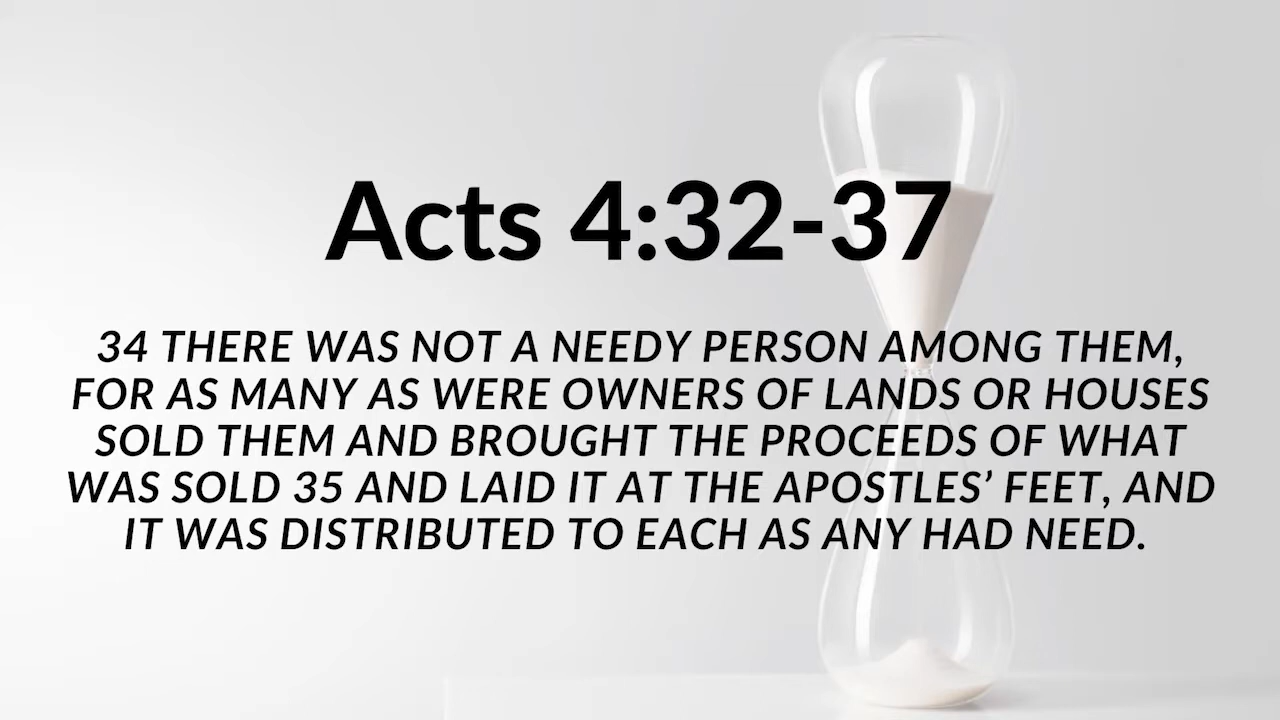 Acts 4:32-37
34 THERE WAS NOT A NEEDY PERSON AMONG THEM,
FOR AS MANY AS WERE OWNERS OF LANDS OR HOUSES
SOLD THEM AND BROUGHT THE PROCEEDS OF WHAT
WAS SOLD 35 AND LAID IT AT THE APOSTLES’ FEET, AND
IT WAS DISTRIBUTED TO EACH AS ANY HAD NEED.